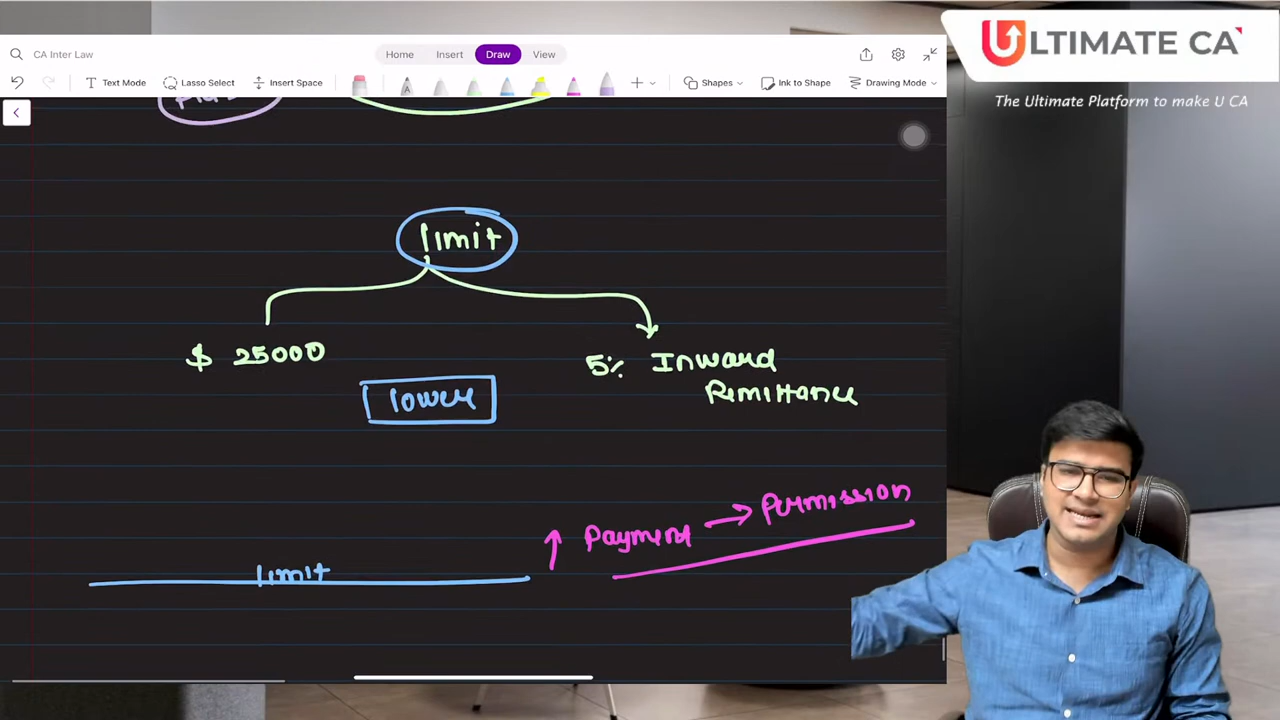 ULTIMATE CA
The Ultimate Platform to make U CA
CA Inter Law
Home Insert Draw View
Text Mode Lasso Select Insert Space Shapes Ink to Shape Drawing Mode
limit
$ 25000
5% Inward
Remittance
lower
Payment → Permission
limit